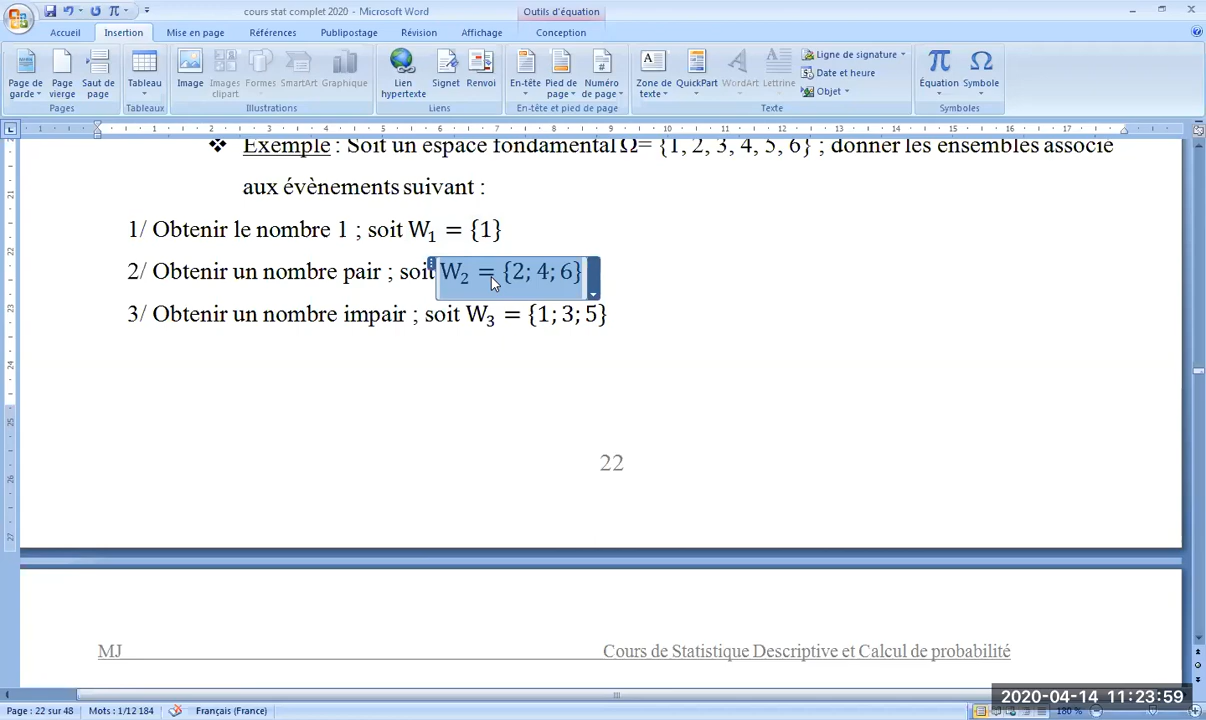 cours stat complet 2020 - Microsoft Word
Outils d'équation
Accueil Insertion Mise en page Références Publipostage Révision Affichage Conception
Page de garde Page vierge Saut de page Tableau Image Images clipart Formes SmartArt Graphique Lien hypertexte Signet Renvoi En-tête Pied de page Numéro de page Zone de texte QuickPart WordArt Lettrine Ligne de signature Date et heure Objet Équation Symbole
Pages Tableaux Illustrations Liens En-tête et pied de page Texte Symboles
❖ Exemple : Soit un espace fondamental Ω= {1, 2, 3, 4, 5, 6} ; donner les ensembles associé
aux évènements suivant :
1/ Obtenir le nombre 1 ; soit W₁ = {1}
2/ Obtenir un nombre pair ; soit W₂ = {2; 4; 6}
3/ Obtenir un nombre impair ; soit W₃ = {1; 3; 5}
22
MJ Cours de Statistique Descriptive et Calcul de probabilité
2020-04-14 11:23:59
Page : 22 sur 48 Mots : 1/12 184 Français (France) 180 %